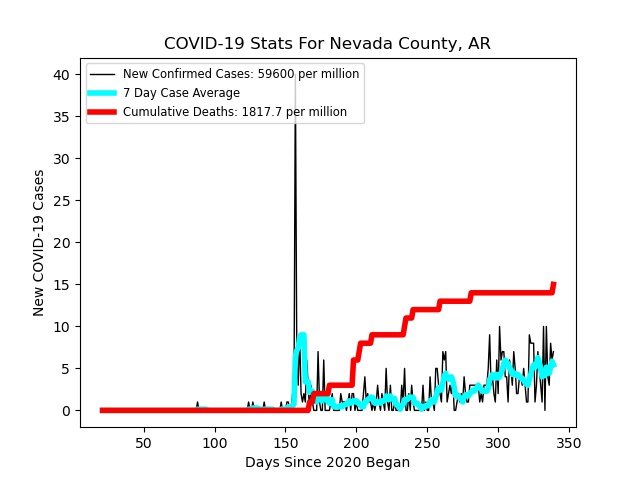 COVID-19 Stats For Nevada County, AR
New Confirmed Cases: 59600 per million
7 Day Case Average
Cumulative Deaths: 1817.7 per million
40
35
30
25
20
15
10
5
0
New COVID-19 Cases
50 100 150 200 250 300 350
Days Since 2020 Began